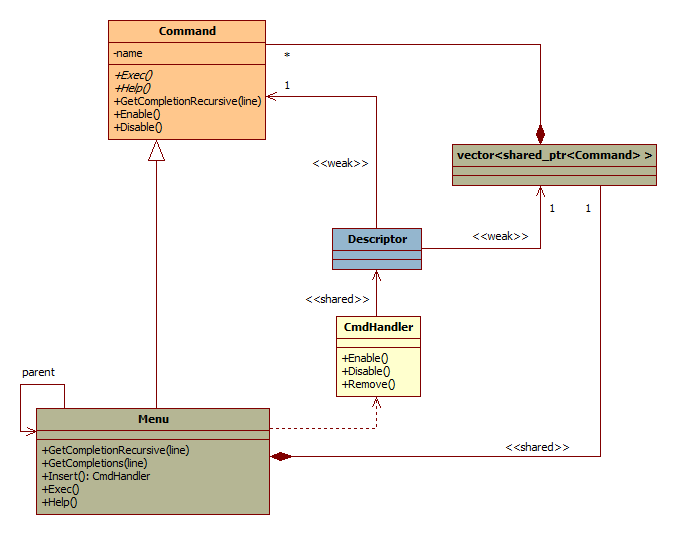 Command
-name
*
+Exec()
+Help()
1
+GetCompletionRecursive(line)
+Enable()
+Disable()
vector<shared_ptr<Command> >
<<weak>>
1
1
Descriptor
<<weak>>
<<shared>>
CmdHandler
+Enable()
+Disable()
+Remove()
parent
Menu
+GetCompletionRecursive(line)
+GetCompletions(line)
+Insert(): CmdHandler
+Exec()
+Help()
<<shared>>